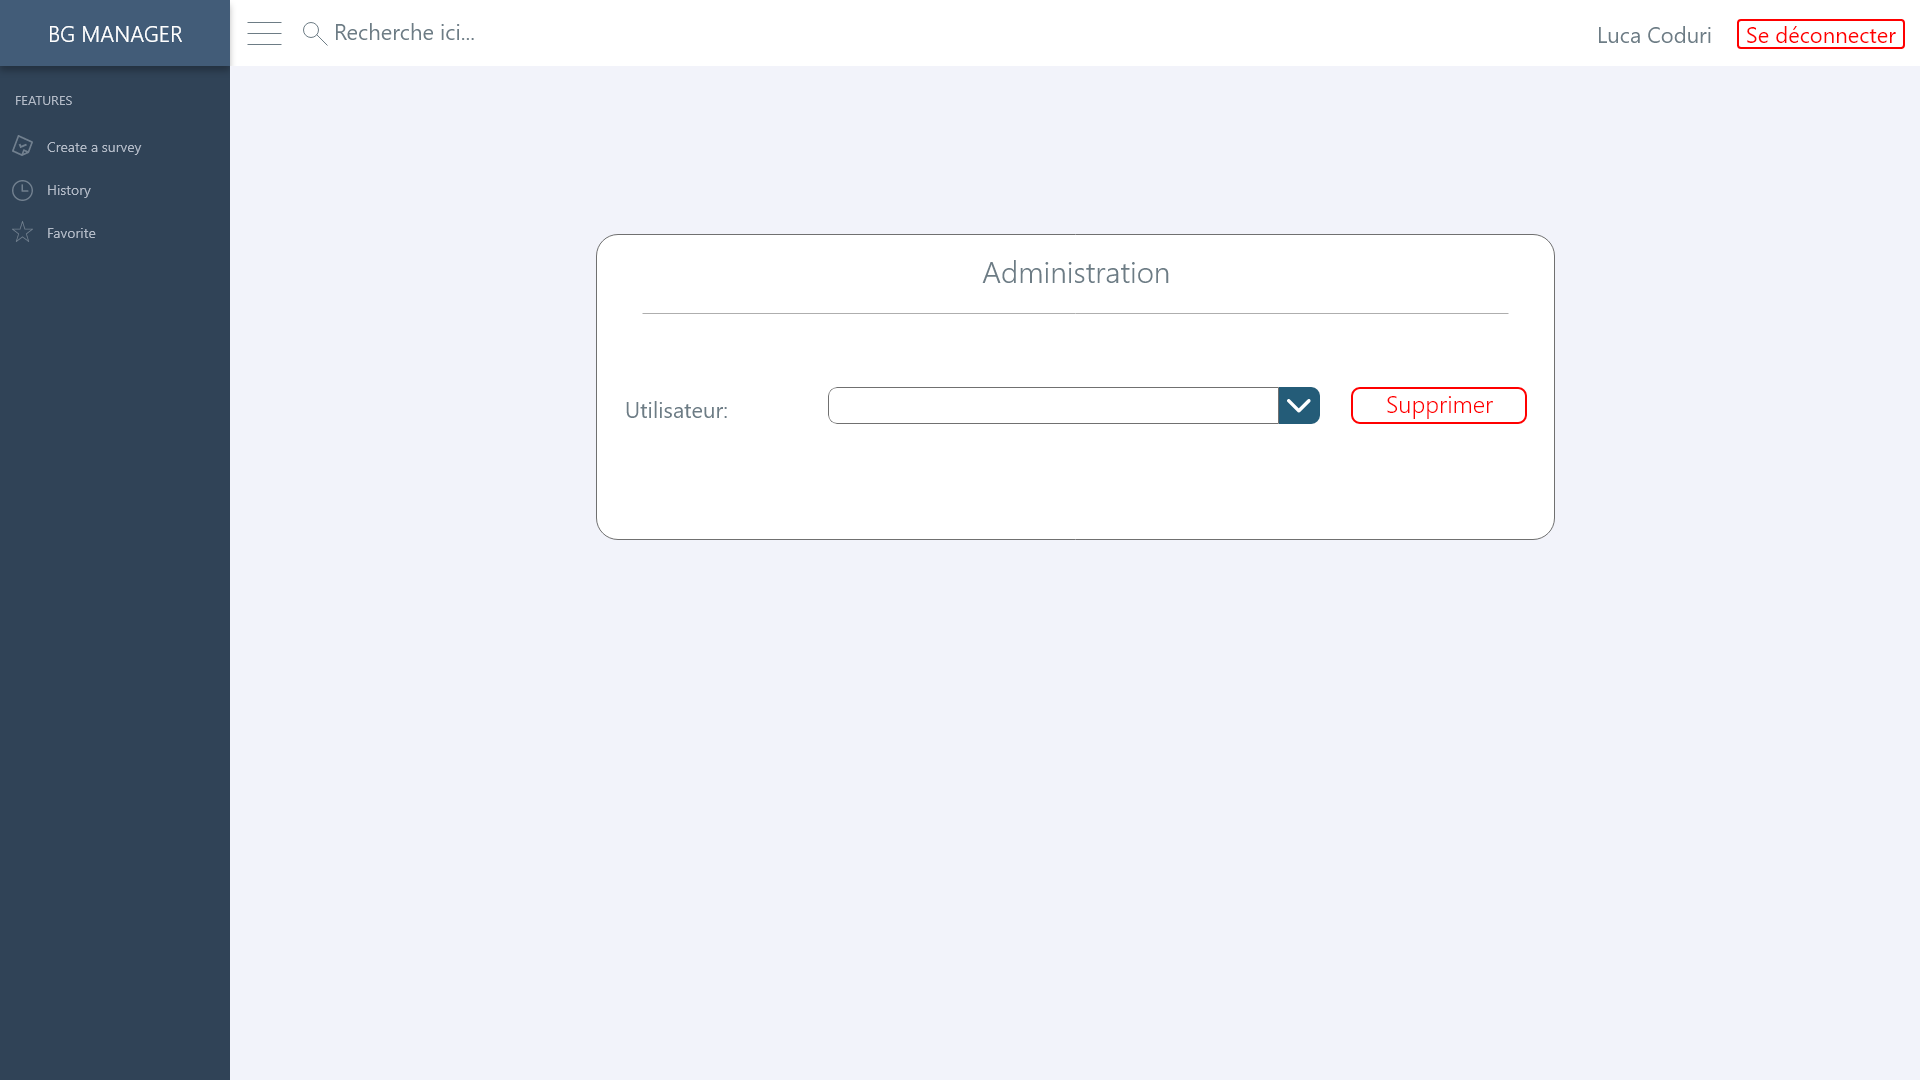 BG MANAGER
Recherche ici...
Luca Coduri
Se déconnecter
FEATURES
Create a survey
History
Favorite
Administration
Utilisateur:
Supprimer